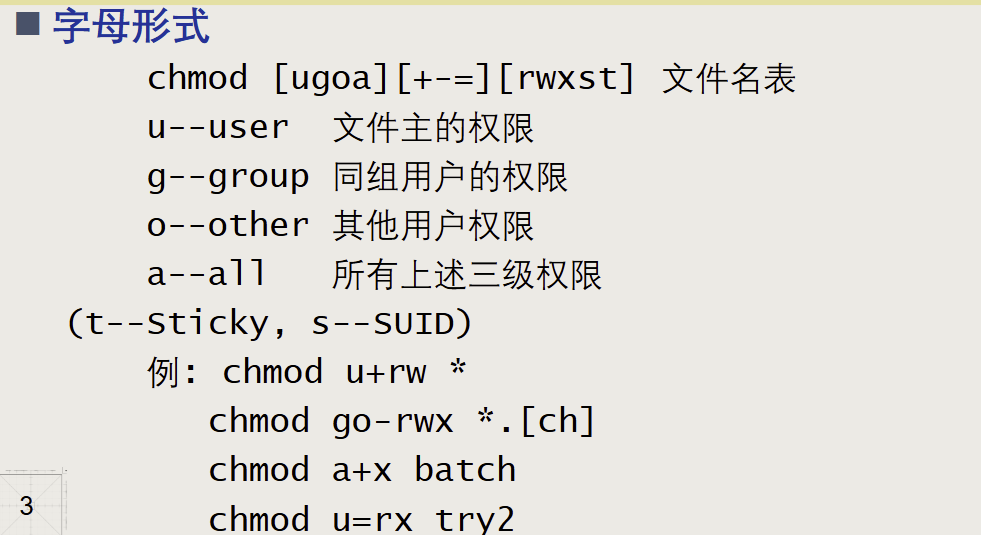 字母形式
chmod [ugoa][+-=][rwxst] 文件名表
u--user 文件主的权限
g--group 同组用户的权限
o--other 其他用户权限
a--all 所有上述三级权限
(t--Sticky, s--SUID)
例: chmod u+rw *
chmod go-rwx *.[ch]
chmod a+x batch
chmod u=rx try2
3